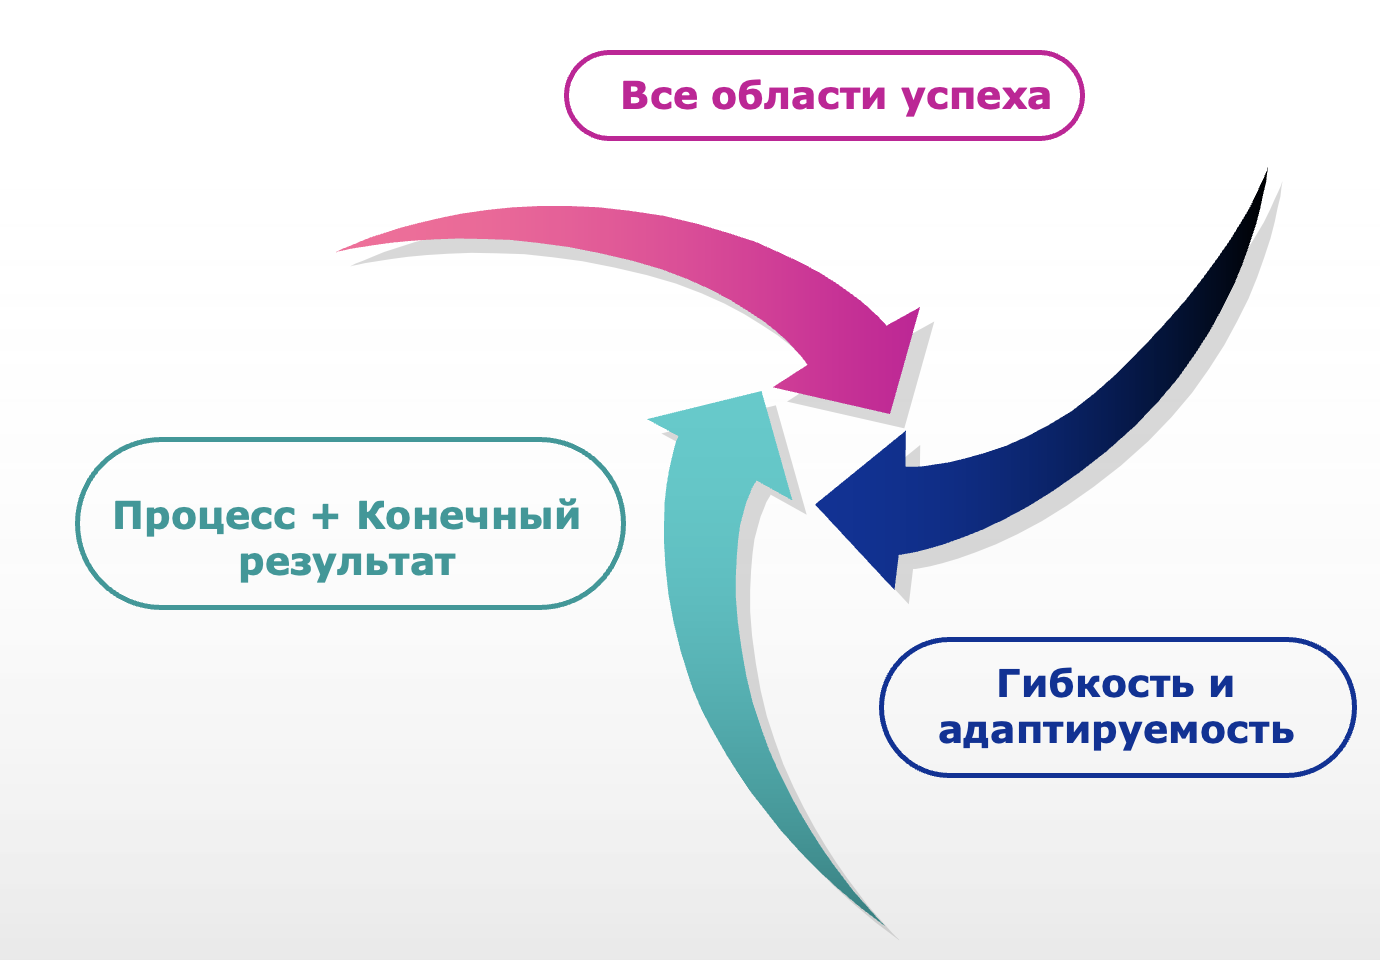 Все области успеха
Процесс + Конечный
результат
Гибкость и
адаптируемость